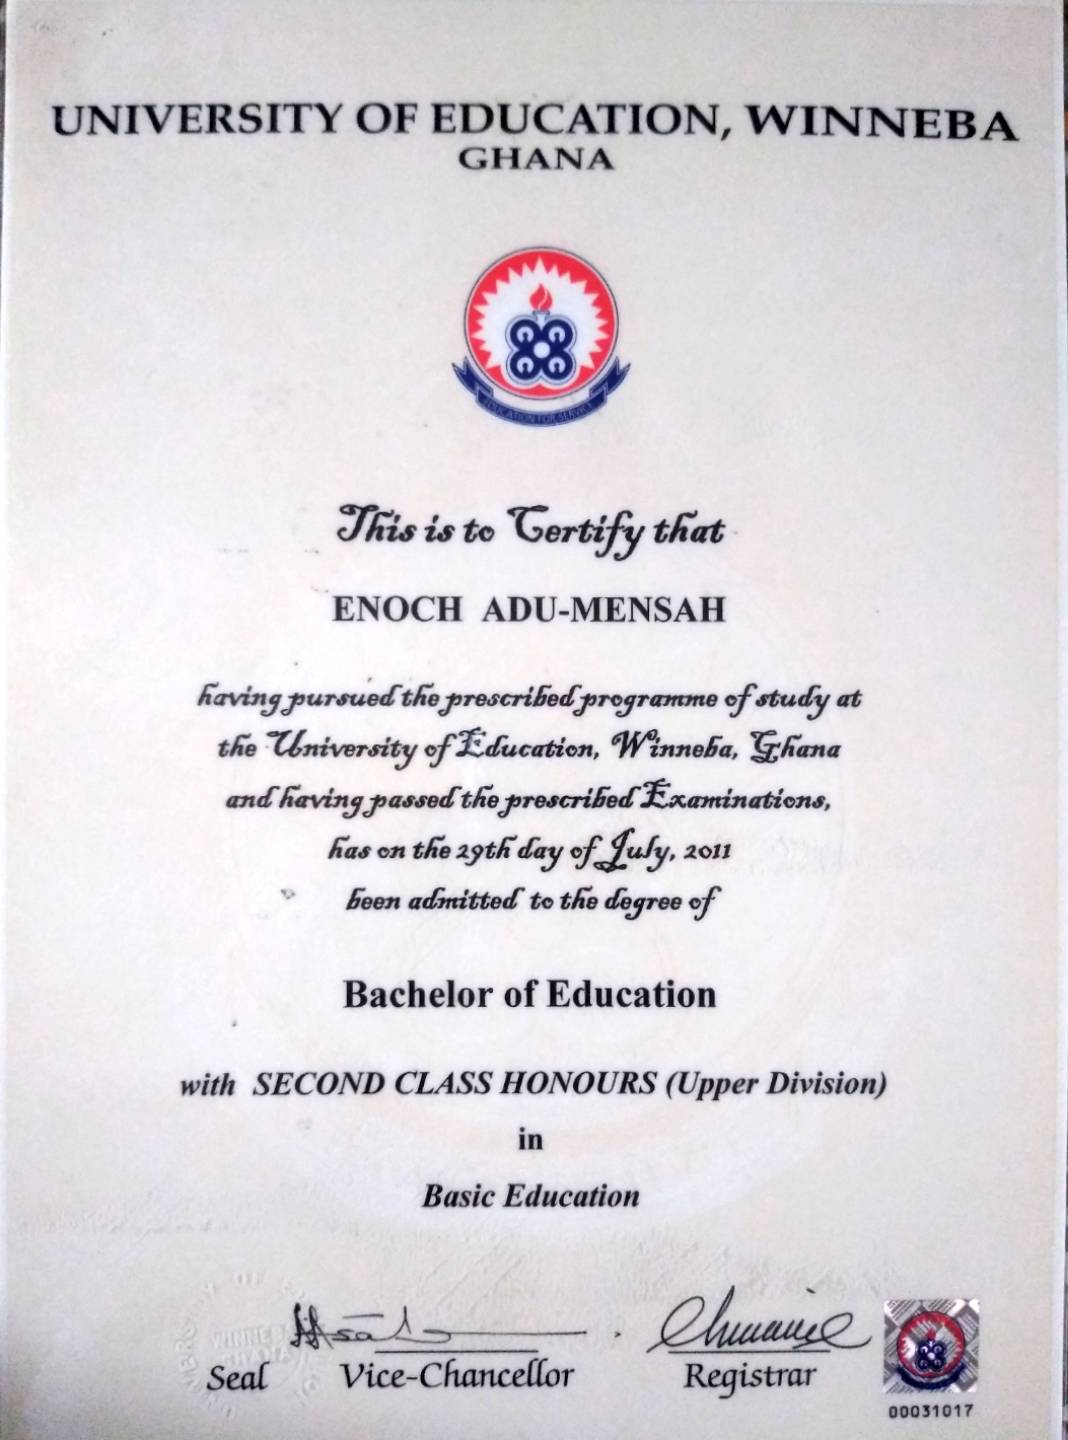 UNIVERSITY OF EDUCATION, WINNEBA
GHANA
EDUCATION FOR SERVICE
This is to Certify that
ENOCH ADU-MENSAH
having pursued the prescribed programme of study at
the University of Education, Winneba, Ghana
and having passed the prescribed Examinations,
has on the 29th day of July, 2011
been admitted to the degree of
Bachelor of Education
with SECOND CLASS HONOURS (Upper Division)
in
Basic Education
Seal
Vice-Chancellor
Registrar
00031017